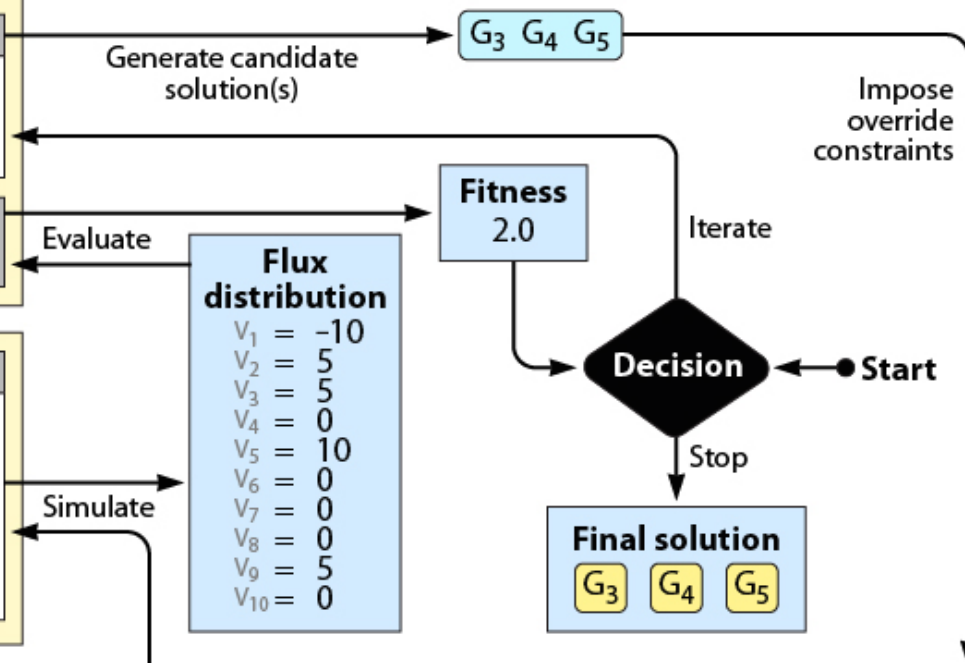 G3 G4 G5
Generate candidate
solution(s)
Impose
override
constraints
Fitness
2.0
Iterate
Evaluate
Flux
distribution
V1 = –10
V2 = 5
V3 = 5
V4 = 0
V5 = 10
V6 = 0
V7 = 0
V8 = 0
V9 = 5
V10 = 0
Decision
Start
Stop
Simulate
Final solution
G3 G4 G5